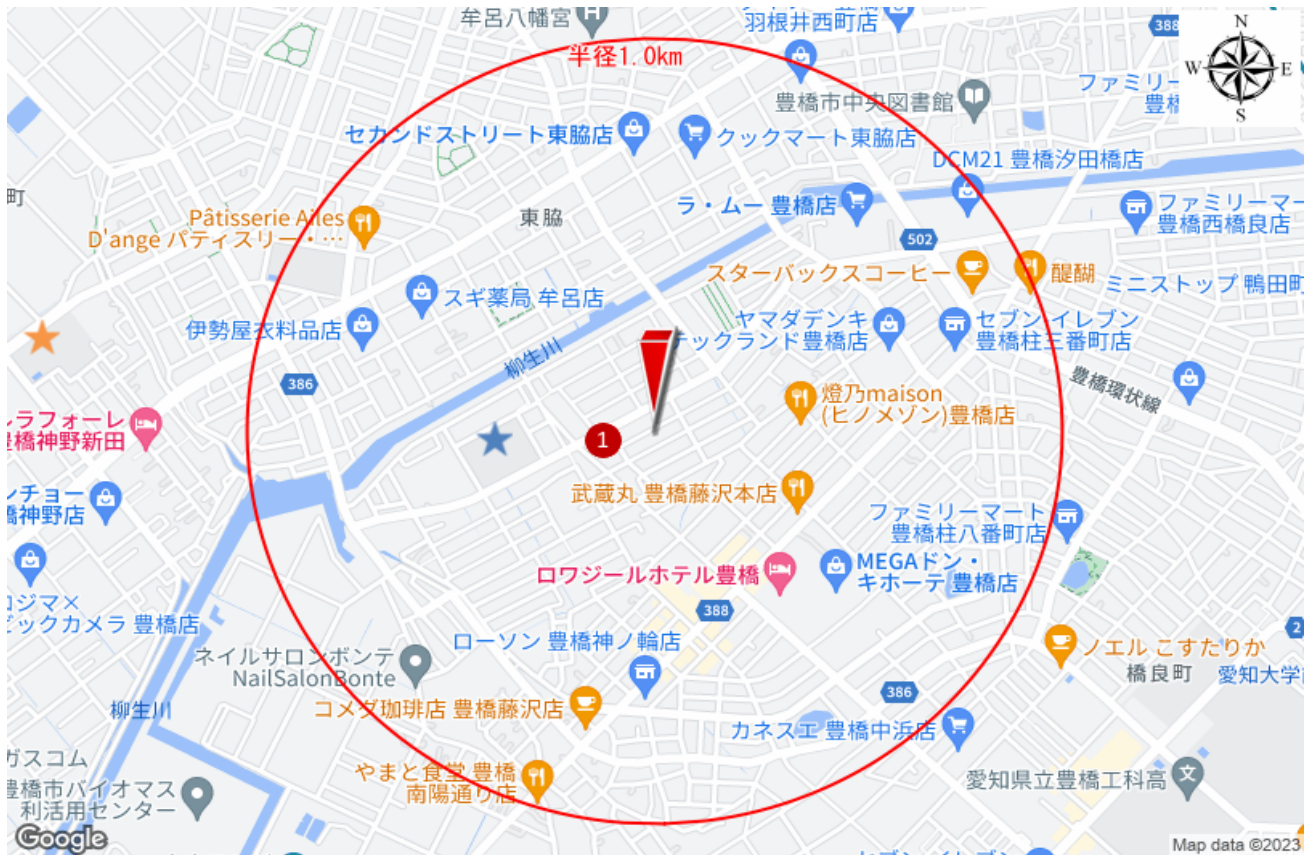 牟呂八幡宮
羽根井西町店
388
N
W
E
S
半径1.0km
豊橋市中央図書館
ファミリー
豊橋
セカンドストリート東脇店
クックマート東脇店
DCM21 豊橋汐田橋店
町
Pâtisserie Ailes
D'ange パティスリー・…
東脇
ラ・ムー 豊橋店
ファミリーマー
豊橋西橋良店
502
スターバックスコーヒー
醍醐
ミニストップ 鴨田町
スギ薬局 牟呂店
伊勢屋衣料品店
ヤマダデンキ
テックランド豊橋店
セブン-イレブン
豊橋柱三番町店
柳生川
386
豊橋環状線
燈乃maison
(ヒノメゾン)豊橋店
ルラフォーレ
豊橋神野新田
1
武蔵丸 豊橋藤沢本店
ンチョー
橋神野店
ファミリーマート
豊橋柱八番町店
ロワジールホテル豊橋
MEGAドン・
キホーテ 豊橋店
コジマ×
ビックカメラ 豊橋店
388
2
ローソン 豊橋神ノ輪店
ノエル こすたりか
ネイルサロンボンテ
NailSalonBonte
橋良町
愛知大学
386
柳生川
コメダ珈琲店 豊橋藤沢店
カネスエ 豊橋中浜店
ガスコム
やまと食堂 豊橋
南陽通り店
愛知県立豊橋工科高
豊橋市バイオマス
利活用センター
Google
Map data ©2023